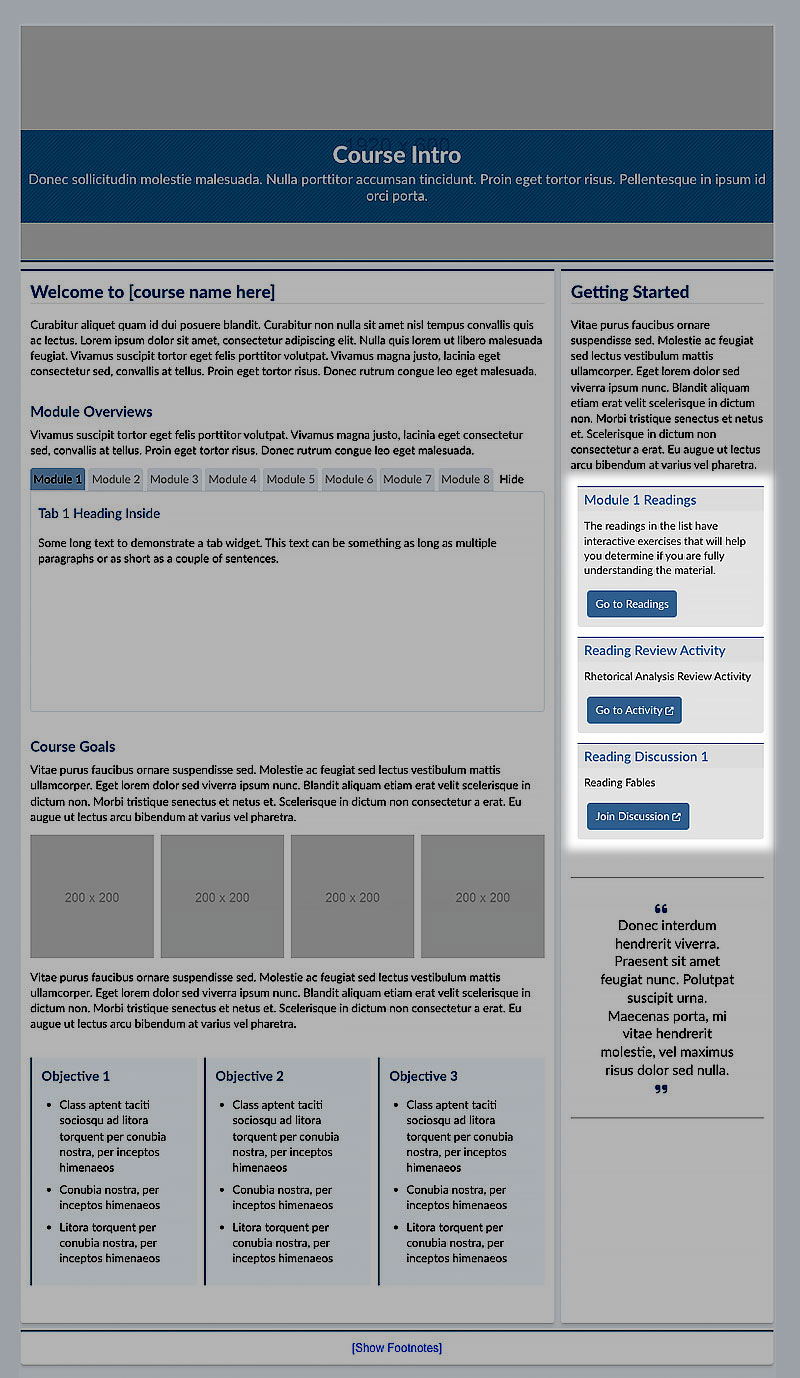 1920 x 600
Course Intro
Donec sollicitudin molestie malesuada. Nulla porttitor accumsan tincidunt. Proin eget tortor risus. Pellentesque in ipsum id
orci porta.
Welcome to [course name here]
Curabitur aliquet quam id dui posuere blandit. Curabitur non nulla sit amet nisl tempus convallis quis
ac lectus. Lorem ipsum dolor sit amet, consectetur adipiscing elit. Nulla quis lorem ut libero malesuada
feugiat. Vivamus suscipit tortor eget felis porttitor volutpat. Vivamus magna justo, lacinia eget
consectetur sed, convallis at tellus. Proin eget tortor risus. Donec rutrum congue leo eget malesuada.
Module Overviews
Vivamus suscipit tortor eget felis porttitor volutpat. Vivamus magna justo, lacinia eget consectetur
sed, convallis at tellus. Proin eget tortor risus. Donec rutrum congue leo eget malesuada.
Module 1 Module 2 Module 3 Module 4 Module 5 Module 6 Module 7 Module 8 Hide
Tab 1 Heading Inside
Some long text to demonstrate a tab widget. This text can be something as long as multiple
paragraphs or as short as a couple of sentences.
Course Goals
Vitae purus faucibus ornare suspendisse sed. Molestie ac feugiat sed lectus vestibulum mattis
ullamcorper. Eget lorem dolor sed viverra ipsum nunc. Blandit aliquam etiam erat velit scelerisque in
dictum non. Morbi tristique senectus et netus et. Scelerisque in dictum non consectetur a erat. Eu
augue ut lectus arcu bibendum at varius vel pharetra.
200 x 200 200 x 200 200 x 200 200 x 200
Vitae purus faucibus ornare suspendisse sed. Molestie ac feugiat sed lectus vestibulum mattis
ullamcorper. Eget lorem dolor sed viverra ipsum nunc. Blandit aliquam etiam erat velit scelerisque in
dictum non. Morbi tristique senectus et netus et. Scelerisque in dictum non consectetur a erat. Eu
augue ut lectus arcu bibendum at varius vel pharetra.
Objective 1
• Class aptent taciti
sociosqu ad litora
torquent per conubia
nostra, per inceptos
himenaeos
• Conubia nostra, per
inceptos himenaeos
• Litora torquent per
conubia nostra, per
inceptos himenaeos
Objective 2
• Class aptent taciti
sociosqu ad litora
torquent per conubia
nostra, per inceptos
himenaeos
• Conubia nostra, per
inceptos himenaeos
• Litora torquent per
conubia nostra, per
inceptos himenaeos
Objective 3
• Class aptent taciti
sociosqu ad litora
torquent per conubia
nostra, per inceptos
himenaeos
• Conubia nostra, per
inceptos himenaeos
• Litora torquent per
conubia nostra, per
inceptos himenaeos
Getting Started
Vitae purus faucibus ornare
suspendisse sed. Molestie ac feugiat
sed lectus vestibulum mattis
ullamcorper. Eget lorem dolor sed
viverra ipsum nunc. Blandit aliquam
etiam erat velit scelerisque in dictum
non. Morbi tristique senectus et netus
et. Scelerisque in dictum non
consectetur a erat. Eu augue ut lectus
arcu bibendum at varius vel pharetra.
Module 1 Readings
The readings in the list have
interactive exercises that will help
you determine if you are fully
understanding the material.
Go to Readings
Reading Review Activity
Rhetorical Analysis Review Activity
Go to Activity
Reading Discussion 1
Reading Fables
Join Discussion
❝
Donec interdum
hendrerit viverra.
Praesent sit amet
feugiat nunc. Polutpat
suscipit urna.
Maecenas porta, mi
vitae hendrerit
molestie, vel maximus
risus dolor sed nulla.
❞
[Show Footnotes]